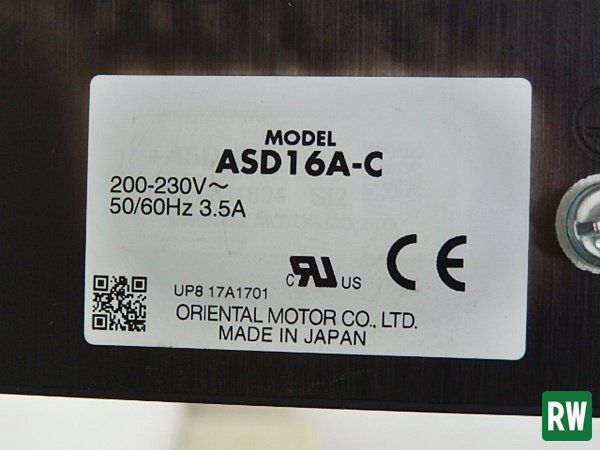 MODEL
ASD16A-C
200-230V～
50/60Hz 3.5A
C RU US CE
UP8 17A1701
ORIENTAL MOTOR CO., LTD.
MADE IN JAPAN
RW